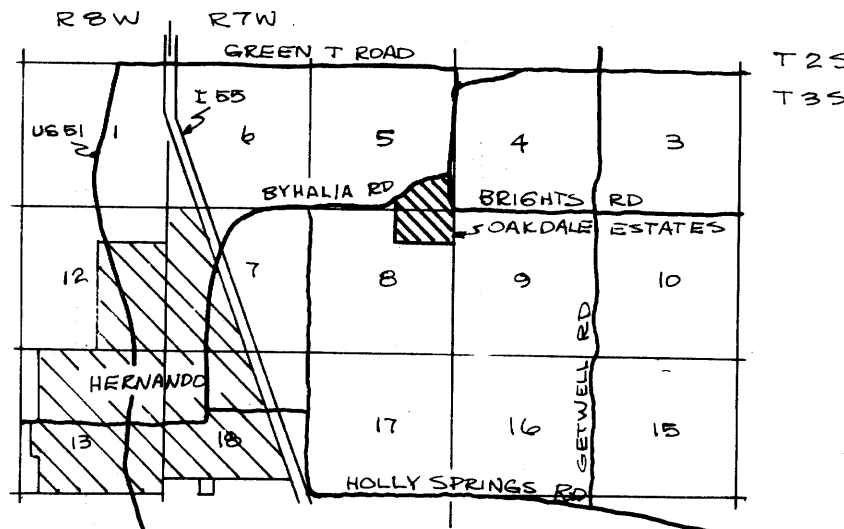 R8W R7W
GREEN T ROAD
T2S
T3S
I 55
US 51
1
6
5
4
3
BYHALIA RD
BRIGHTS RD
OAKDALE ESTATES
12
7
8
9
10
GETWELL RD
HERNANDO
13
18
17
16
15
HOLLY SPRINGS RD